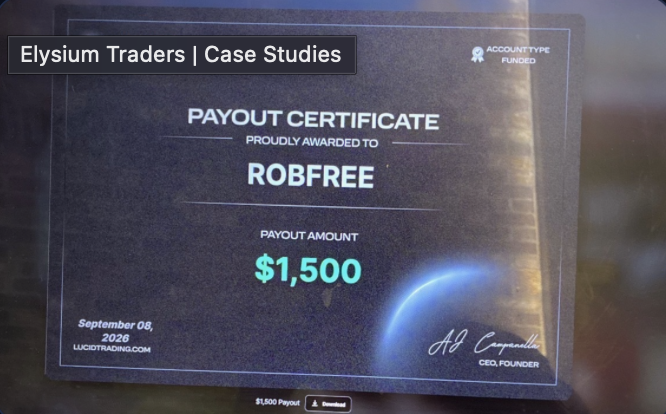 Elysium Traders | Case Studies
ACCOUNT TYPE
FUNDED
PAYOUT CERTIFICATE
PROUDLY AWARDED TO
ROBFREE
PAYOUT AMOUNT
$1,500
September 08,
2026
LUCIDTRADING.COM
AJ Campanella
CEO, FOUNDER
$1,500 Payout
Download